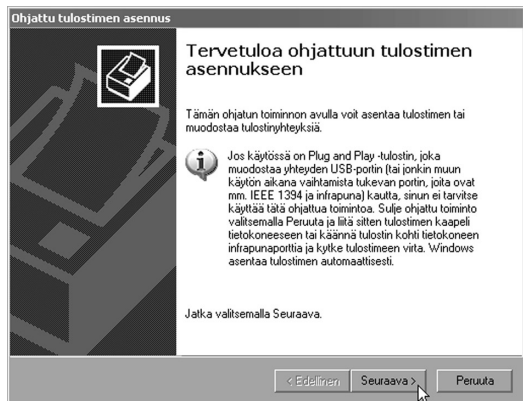 Ohjattu tulostimen asennus
Tervetuloa ohjattuun tulostimen
asennukseen
Tämän ohjatun toiminnon avulla voit asentaa tulostimen tai
muodostaa tulostinyhteyksiä.
Jos käytössä on Plug and Play -tulostin, joka
muodostaa yhteyden USB-portin (tai jonkin muun
käytön aikana vaihtamista tukevan portin, joita ovat
mm. IEEE 1394 ja infrapuna) kautta, sinun ei tarvitse
käyttää tätä ohjattua toimintoa. Sulje ohjattu toiminto
valitsemalla Peruuta ja liitä sitten tulostimen kaapeli
tietokoneeseen tai käännä tulostin kohti tietokoneen
infrapunaporttia ja kytke tulostimeen virta. Windows
asentaa tulostimen automaattisesti.
Jatka valitsemalla Seuraava.
< Edellinen Seuraava > Peruuta